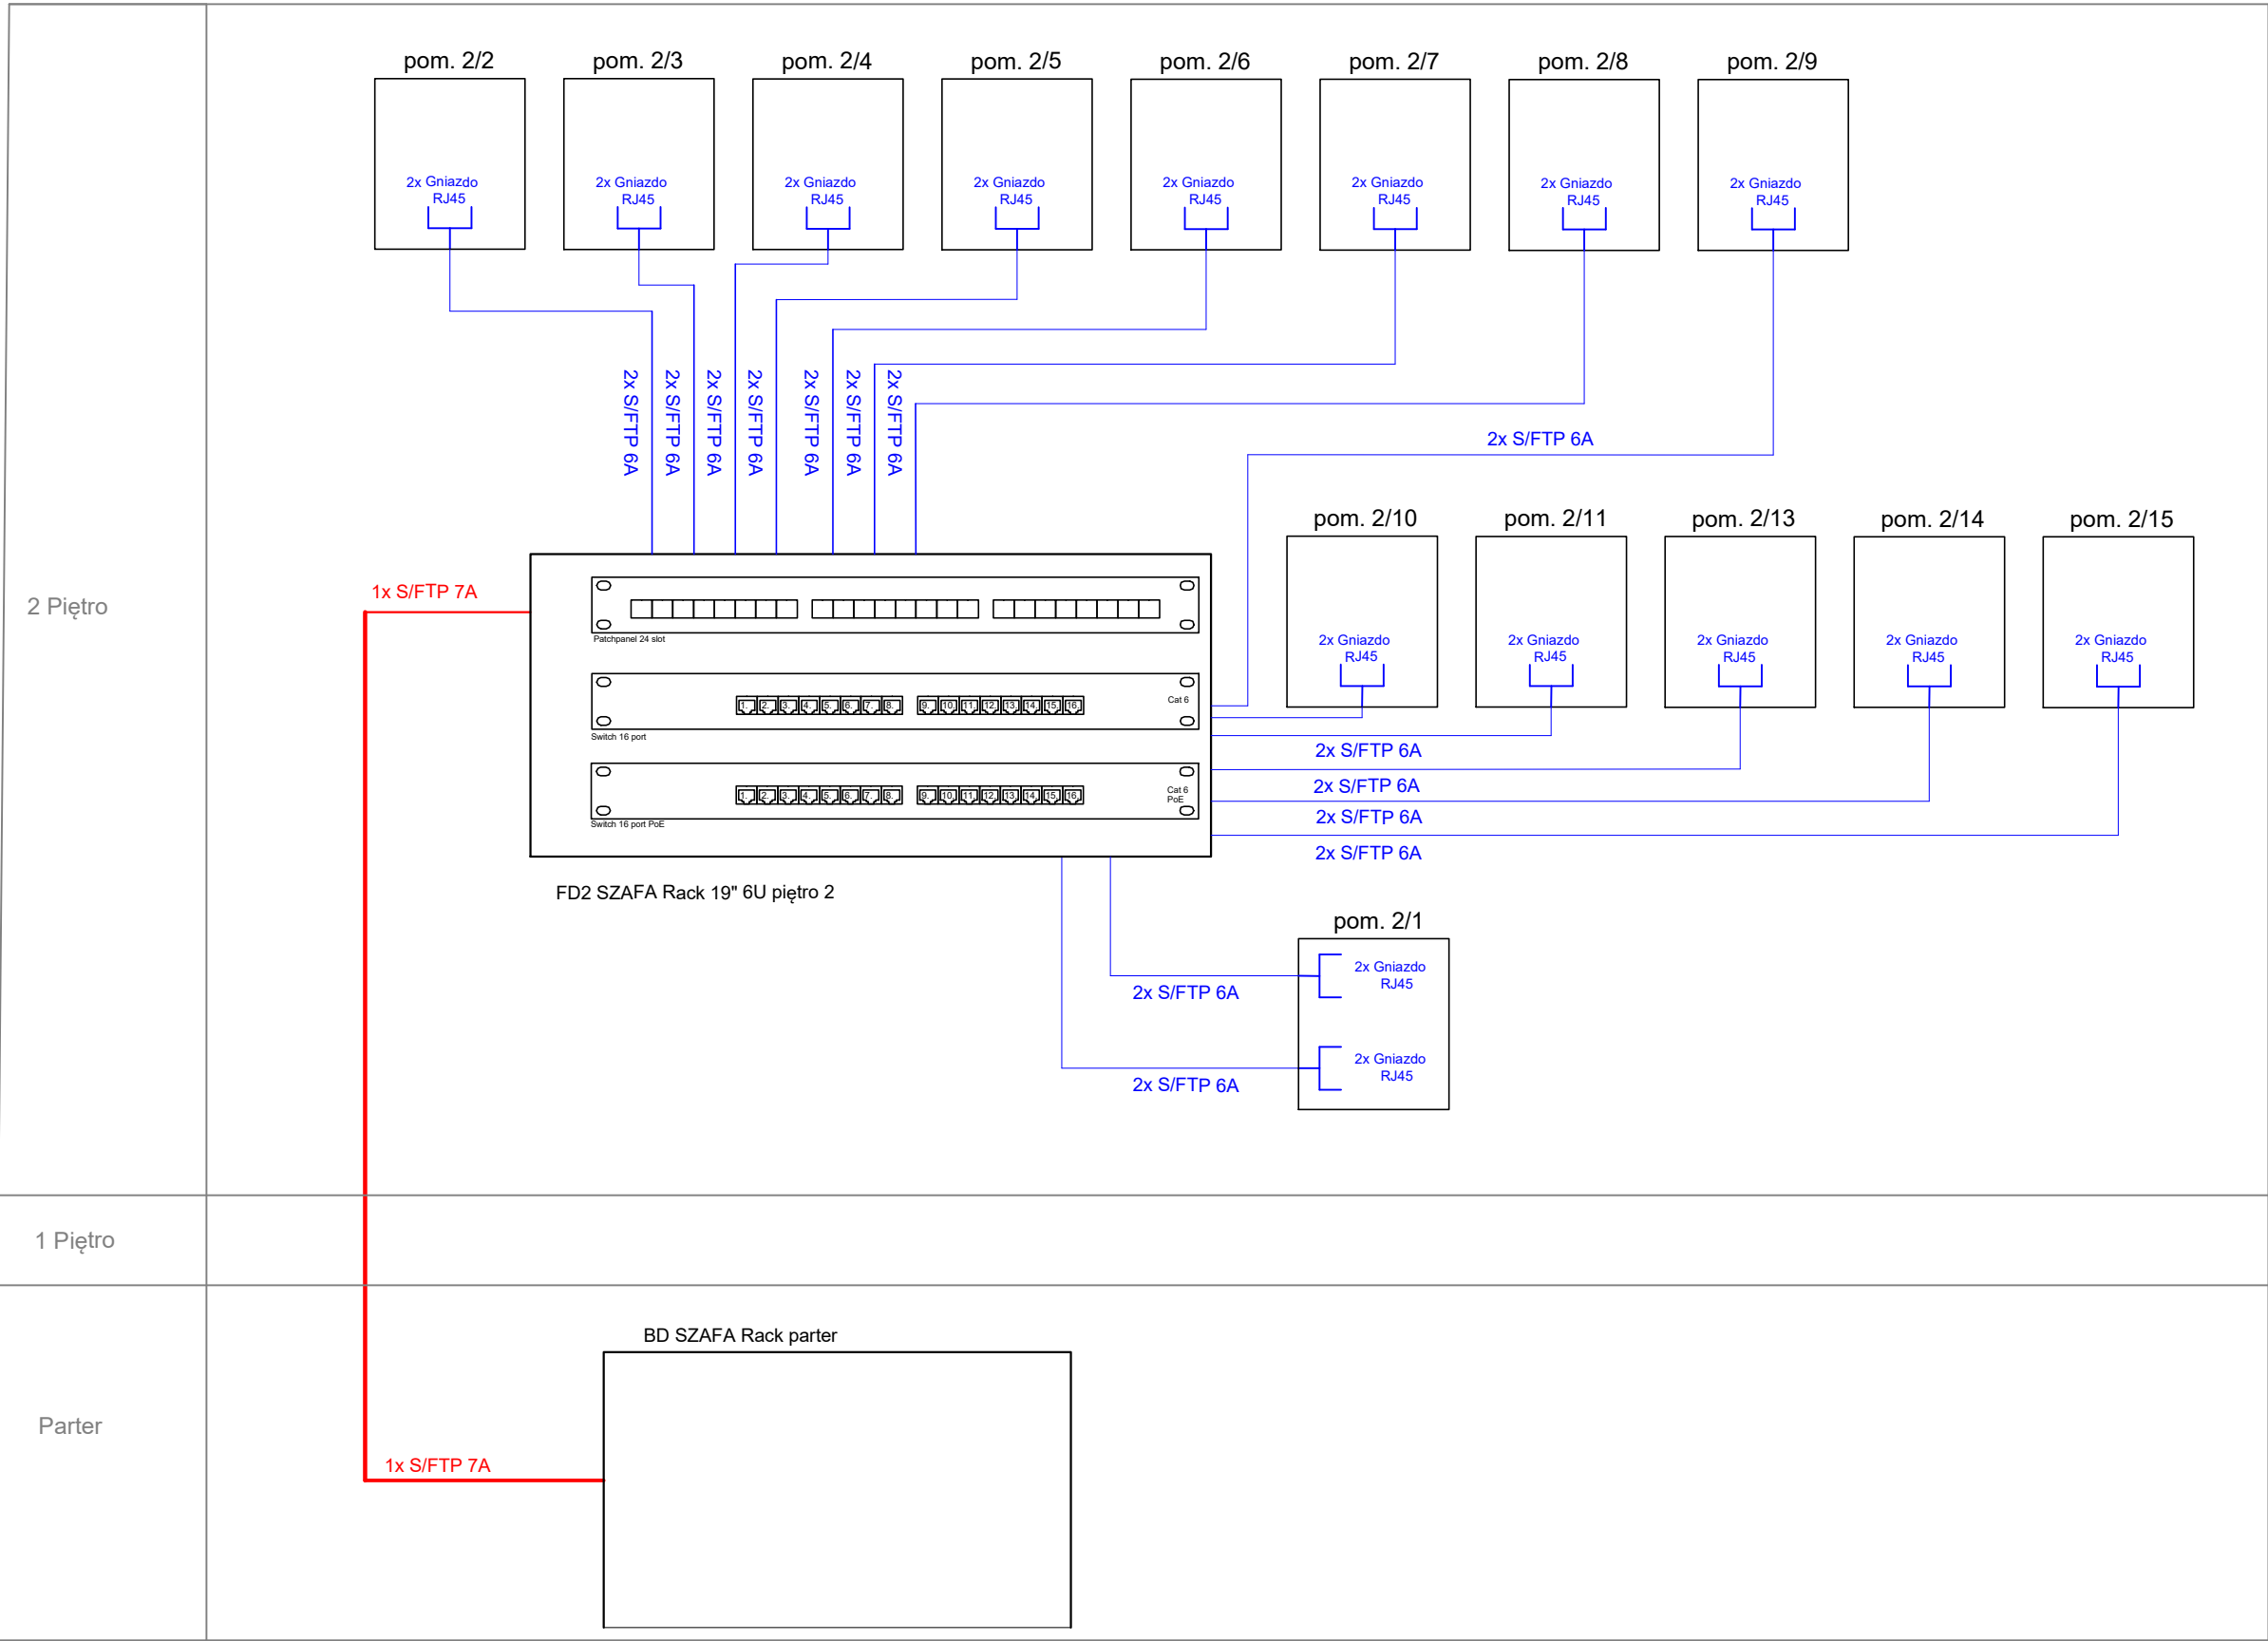 pom. 2/2
pom. 2/3
pom. 2/4
pom. 2/5
pom. 2/6
pom. 2/7
pom. 2/8
pom. 2/9
2x Gniazdo
RJ45
2x Gniazdo
RJ45
2x Gniazdo
RJ45
2x Gniazdo
RJ45
2x Gniazdo
RJ45
2x Gniazdo
RJ45
2x Gniazdo
RJ45
2x Gniazdo
RJ45
2x S/FTP 6A
2x S/FTP 6A
2x S/FTP 6A
2x S/FTP 6A
2x S/FTP 6A
2x S/FTP 6A
2x S/FTP 6A
2x S/FTP 6A
pom. 2/10
pom. 2/11
pom. 2/13
pom. 2/14
pom. 2/15
2x Gniazdo
RJ45
2x Gniazdo
RJ45
2x Gniazdo
RJ45
2x Gniazdo
RJ45
2x Gniazdo
RJ45
2 Piętro
1x S/FTP 7A
Patchpanel 24 slot
1. 2. 3. 4. 5. 6. 7. 8. 9. 10. 11. 12. 13. 14. 15. 16.
Cat 6
Switch 16 port
1. 2. 3. 4. 5. 6. 7. 8. 9. 10. 11. 12. 13. 14. 15. 16.
Cat 6
PoE
Switch 16 port PoE
2x S/FTP 6A
2x S/FTP 6A
2x S/FTP 6A
2x S/FTP 6A
FD2 SZAFA Rack 19" 6U piętro 2
pom. 2/1
2x Gniazdo
RJ45
2x S/FTP 6A
2x Gniazdo
RJ45
2x S/FTP 6A
1 Piętro
BD SZAFA Rack parter
Parter
1x S/FTP 7A